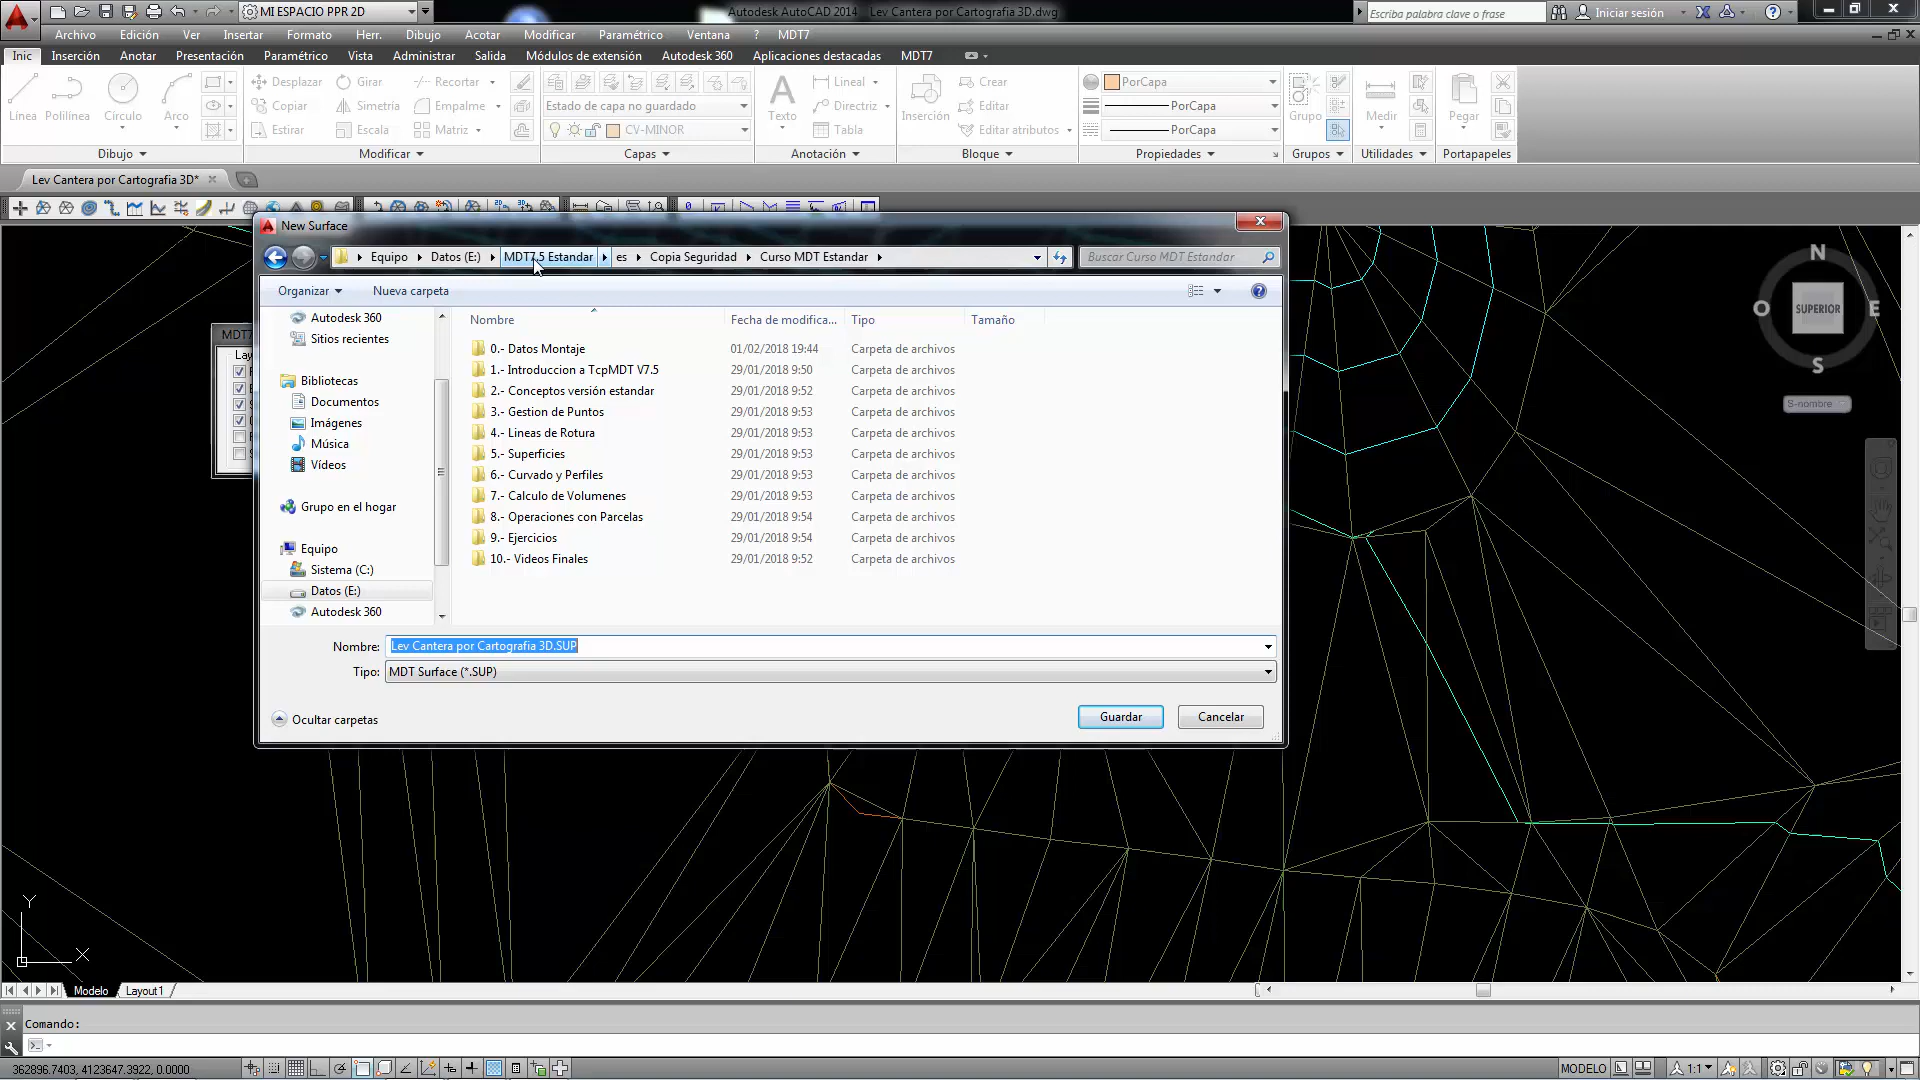 MI ESPACIO PPR 2D
Autodesk AutoCAD 2014 Lev Cantera por Cartografia 3D.dwg
Escriba palabra clave o frase
Iniciar sesión
Archivo Edición Ver Insertar Formato Herr. Dibujo Acotar Modificar Paramétrico Ventana ? MDT7
Inic Inserción Anotar Presentación Paramétrico Vista Administrar Salida Módulos de extensión Autodesk 360 Aplicaciones destacadas MDT7
Línea Polilínea Círculo Arco
Desplazar Girar Recortar
Copiar Simetría Empalme
Estirar Escala Matriz
Estado de capa no guardado
CV-MINOR
Texto
Lineal
Directriz
Tabla
Inserción
Crear
Editar
Editar atributos
PorCapa
PorCapa
PorCapa
Grupo Medir Pegar
Dibujo Modificar Capas Anotación Bloque Propiedades Grupos Utilidades Portapapeles
Lev Cantera por Cartografia 3D*
New Surface
Equipo Datos (E:) MDT7.5 Estandar es Copia Seguridad Curso MDT Estandar
Buscar Curso MDT Estandar
Organizar Nueva carpeta
MDT7
Lay
Autodesk 360
Sitios recientes
Bibliotecas
Documentos
Imágenes
Música
Vídeos
Grupo en el hogar
Equipo
Sistema (C:)
Datos (E:)
Autodesk 360
Nombre Fecha de modifica... Tipo Tamaño
0.- Datos Montaje 01/02/2018 19:44 Carpeta de archivos
1.- Introduccion a TcpMDT V7.5 29/01/2018 9:50 Carpeta de archivos
2.- Conceptos versión estandar 29/01/2018 9:52 Carpeta de archivos
3.- Gestion de Puntos 29/01/2018 9:53 Carpeta de archivos
4.- Lineas de Rotura 29/01/2018 9:53 Carpeta de archivos
5.- Superficies 29/01/2018 9:53 Carpeta de archivos
6.- Curvado y Perfiles 29/01/2018 9:53 Carpeta de archivos
7.- Calculo de Volumenes 29/01/2018 9:53 Carpeta de archivos
8.- Operaciones con Parcelas 29/01/2018 9:54 Carpeta de archivos
9.- Ejercicios 29/01/2018 9:54 Carpeta de archivos
10.- Videos Finales 29/01/2018 9:52 Carpeta de archivos
Nombre: Lev Cantera por Cartografia 3D.SUP
Tipo: MDT Surface (*.SUP)
Ocultar carpetas
Guardar Cancelar
N
O SUPERIOR E
S
S-nombre
Y
X
Modelo Layout1
Comando:
362896.7403, 4123647.3922, 0.0000
MODELO
1:1